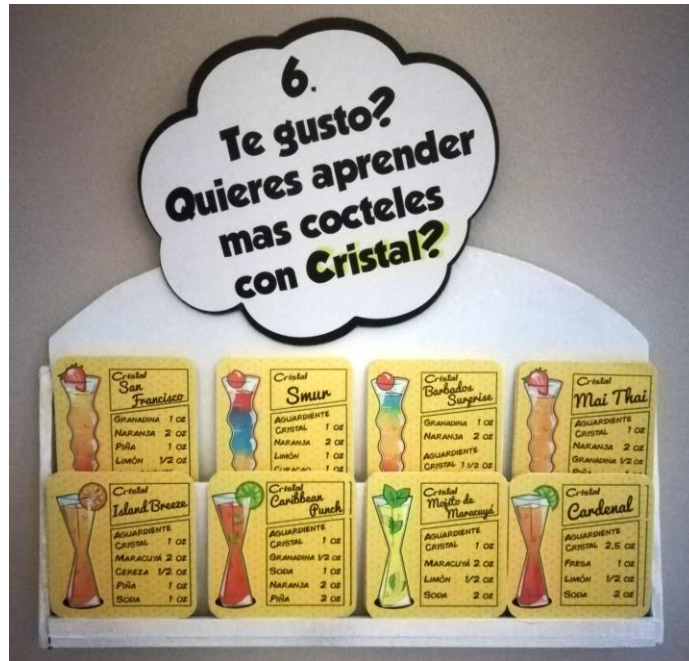 6.
Te gusto?
Quieres aprender
mas cocteles
con Cristal?
Cristal
San
Francisco
GRANADINA 1 OZ
NARANJA 2 OZ
PIÑA 1 OZ
LIMÓN 1/2 OZ
Cristal
Smur
AGUARDIENTE
CRISTAL 1 OZ
NARANJA 2 OZ
LIMÓN 1 OZ
CURACAO 1 OZ
Cristal
Barbados
Surprise
GRANADINA 1 OZ
NARANJA 2 OZ
AGUARDIENTE
CRISTAL 1 1/2 OZ
Cristal
Mai Thai
AGUARDIENTE
CRISTAL 1 OZ
NARANJA 2 OZ
GRANADINA 1/2 OZ
PIÑA
Cristal
Island Breeze
AGUARDIENTE
CRISTAL 1 OZ
MARACUYÁ 2 OZ
CEREZA 1/2 OZ
PIÑA 1 OZ
SODA 1 OZ
Cristal
Caribbean
Punch
AGUARDIENTE
CRISTAL 1 OZ
GRANADINA 1/2 OZ
SODA 1 OZ
NARANJA 2 OZ
PIÑA 2 OZ
Cristal
Mojito de
Maracuyá
AGUARDIENTE
CRISTAL 1 OZ
MARACUYÁ 2 OZ
LIMÓN 1/2 OZ
SODA 2 OZ
Cristal
Cardenal
AGUARDIENTE
CRISTAL 2,5 OZ
FRESA 1 OZ
LIMÓN 1/2 OZ
SODA 2 OZ